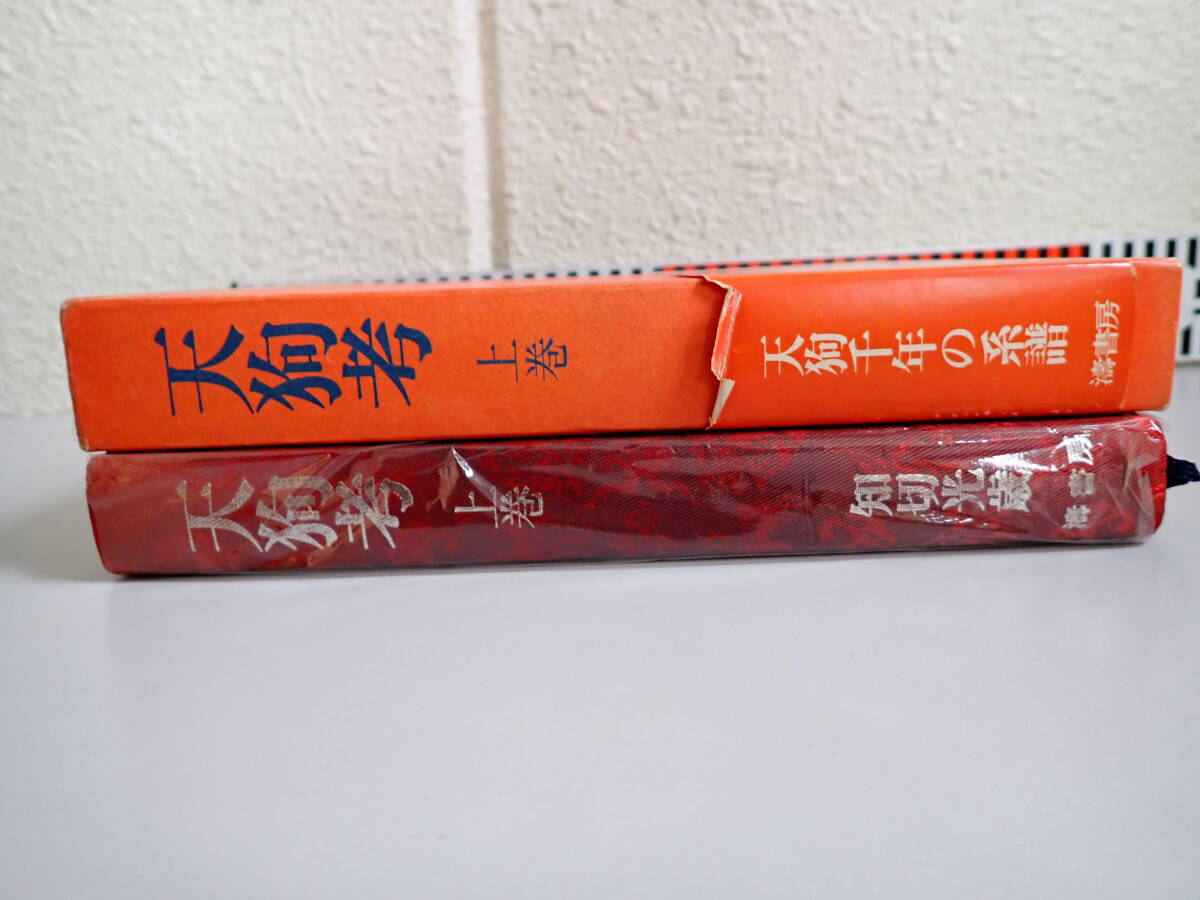 天狗考 上巻
天狗千年の系譜 濤書房
天狗考 上巻 知切光歳 濤書房